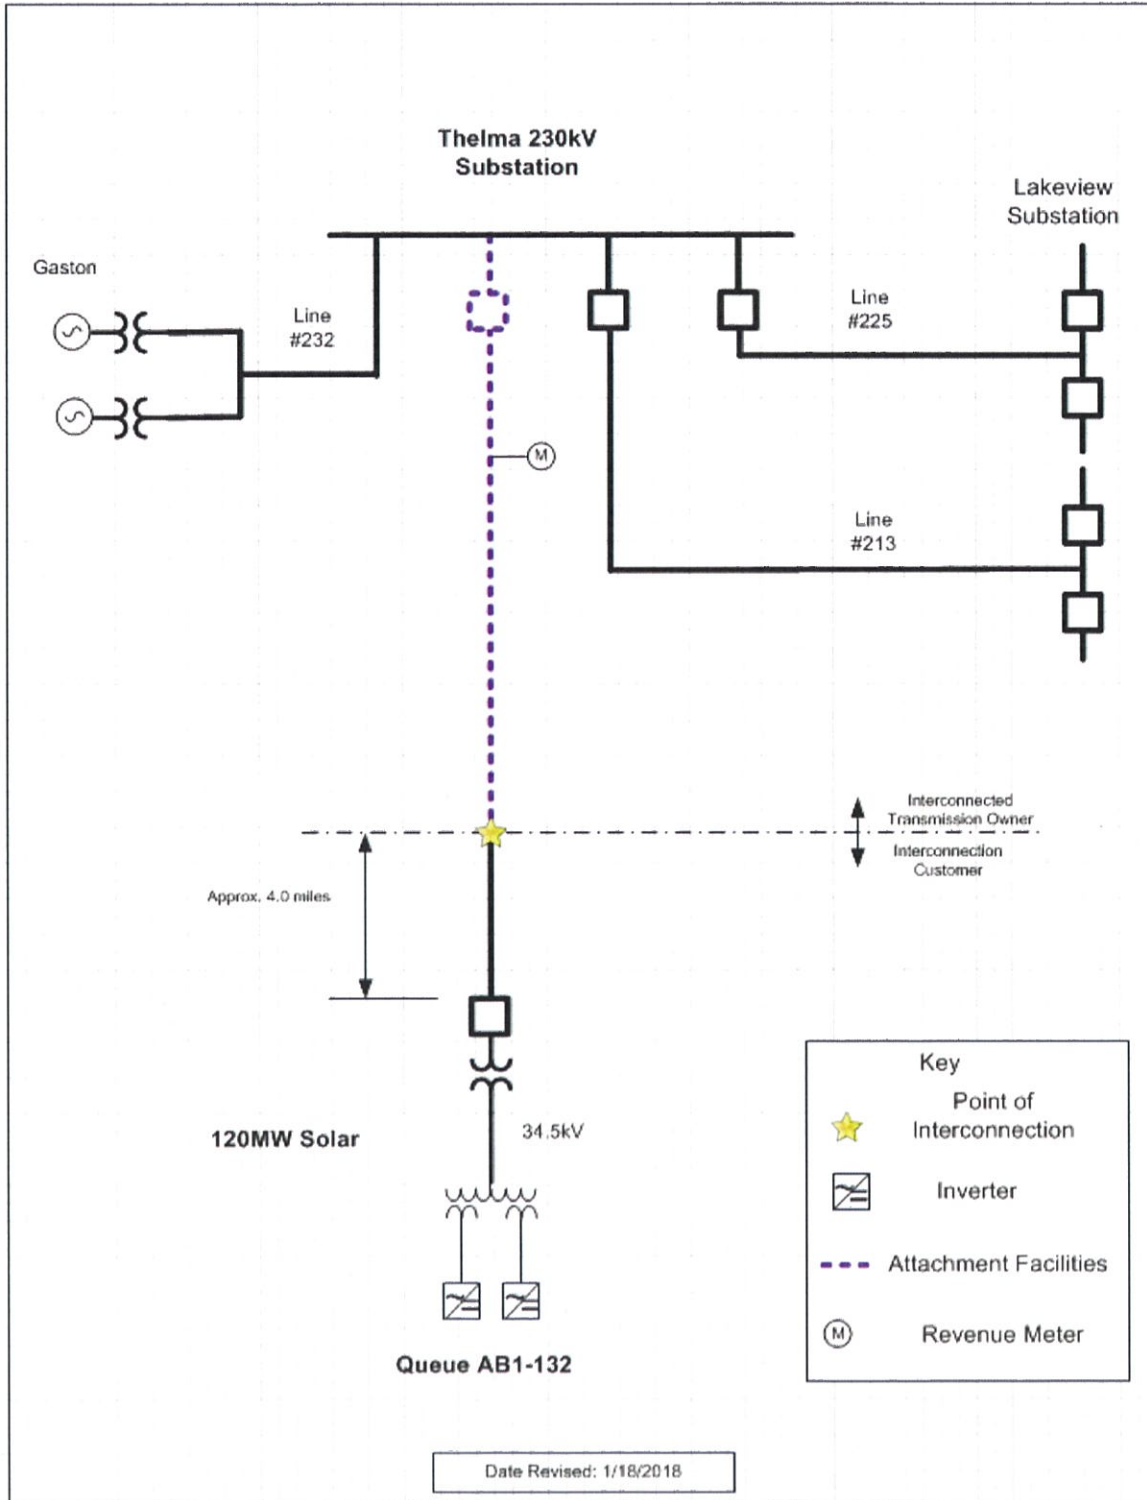 Thelma 230kV
Substation
Lakeview
Substation
Gaston
Line
#232
Line
#225
M
Line
#213
Interconnected
Transmission Owner
Interconnection
Customer
Approx. 4.0 miles
120MW Solar
34.5kV
Queue AB1-132
Key
Point of
Interconnection
Inverter
Attachment Facilities
M
Revenue Meter
Date Revised: 1/18/2018